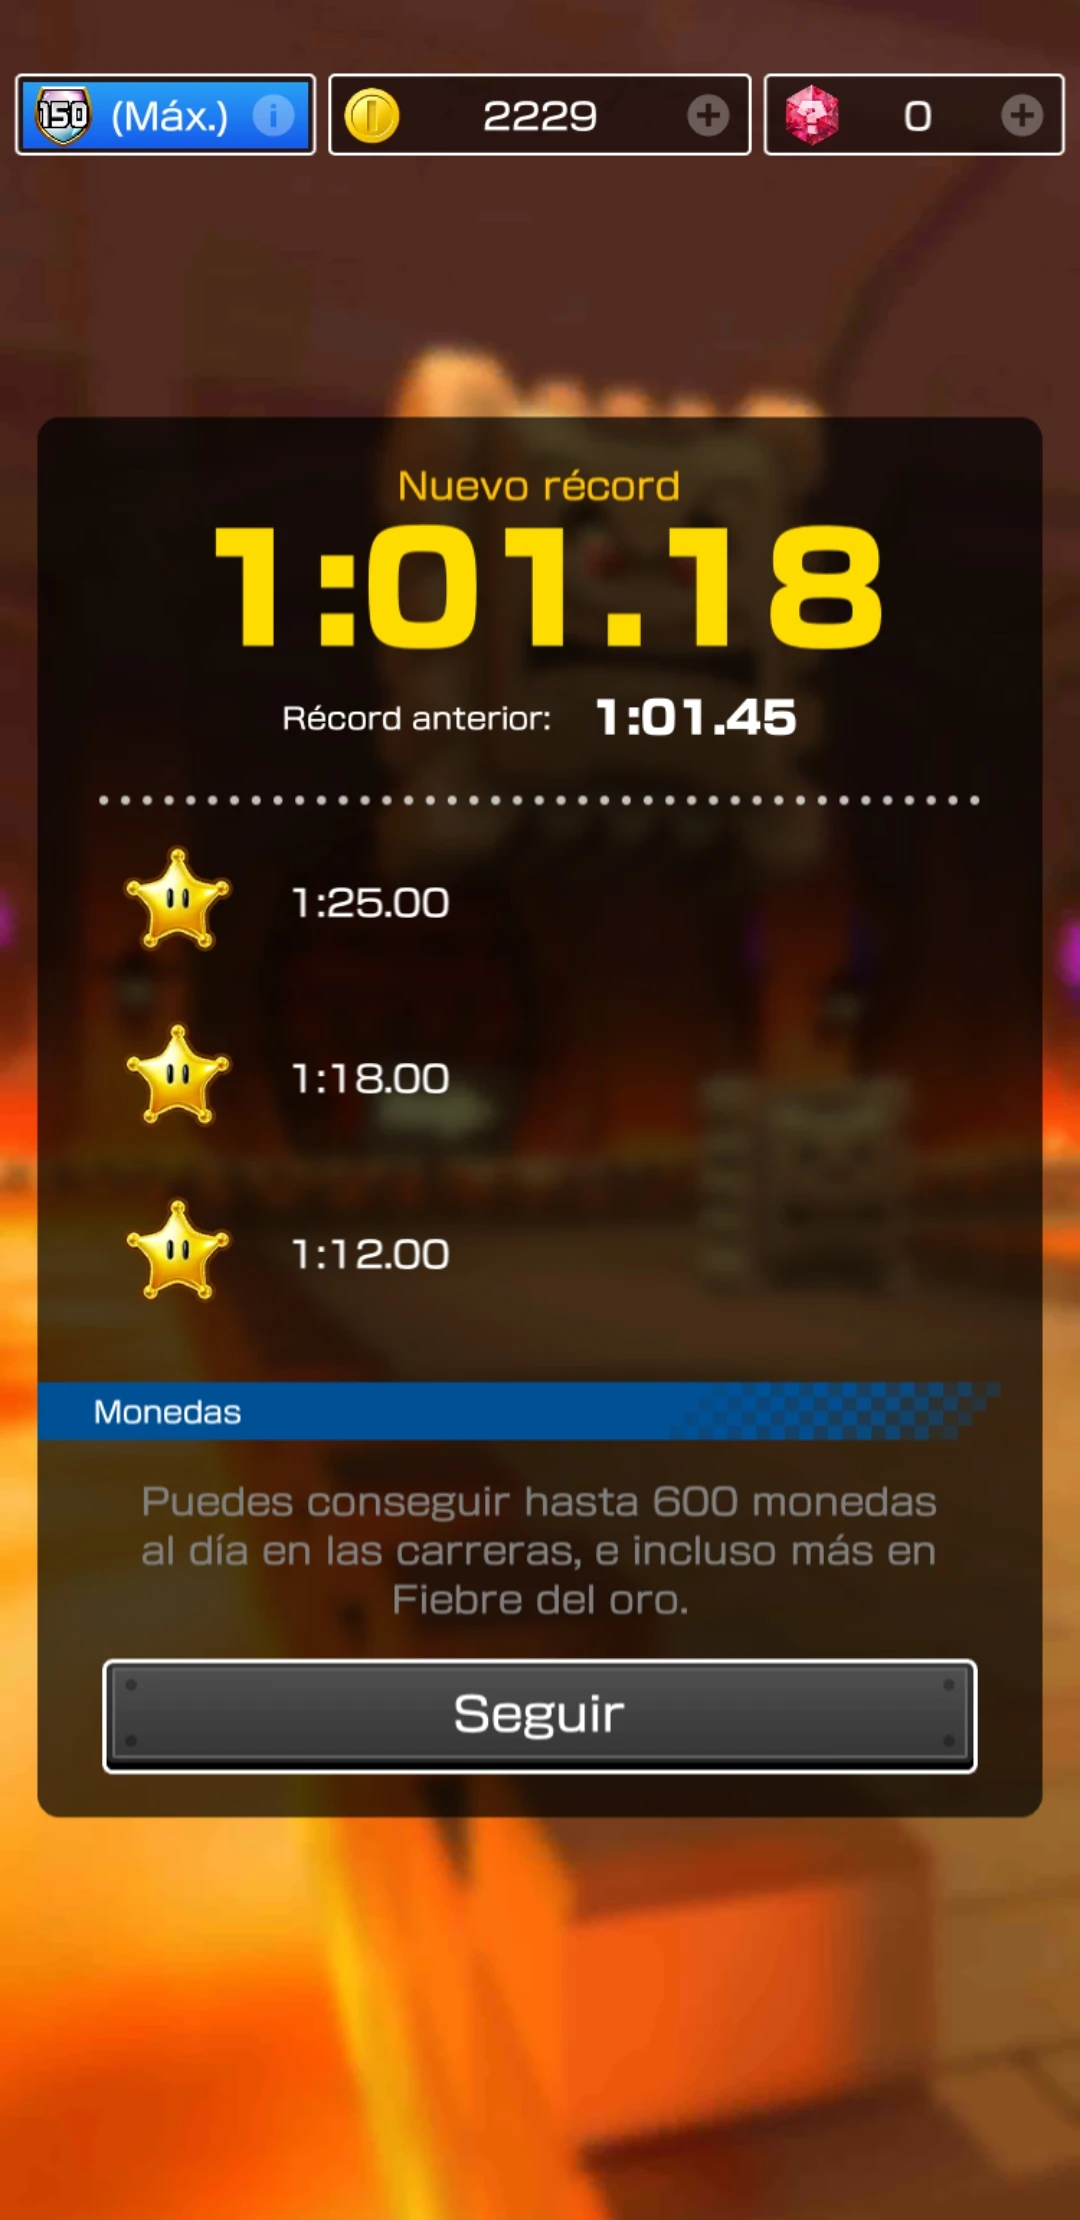 150 (Máx.) i
2229 +
0 +
Nuevo récord
1:01.18
Récord anterior: 1:01.45
1:25.00
1:18.00
1:12.00
Monedas
Puedes conseguir hasta 600 monedas
al día en las carreras, e incluso más en
Fiebre del oro.
Seguir